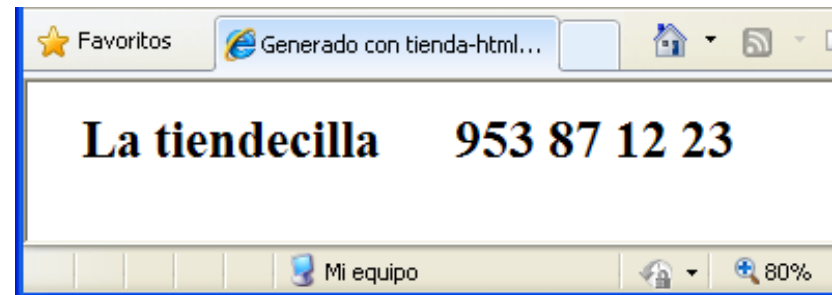 Favoritos Generado con tienda-html...
La tiendecilla 953 87 12 23
Mi equipo 80%